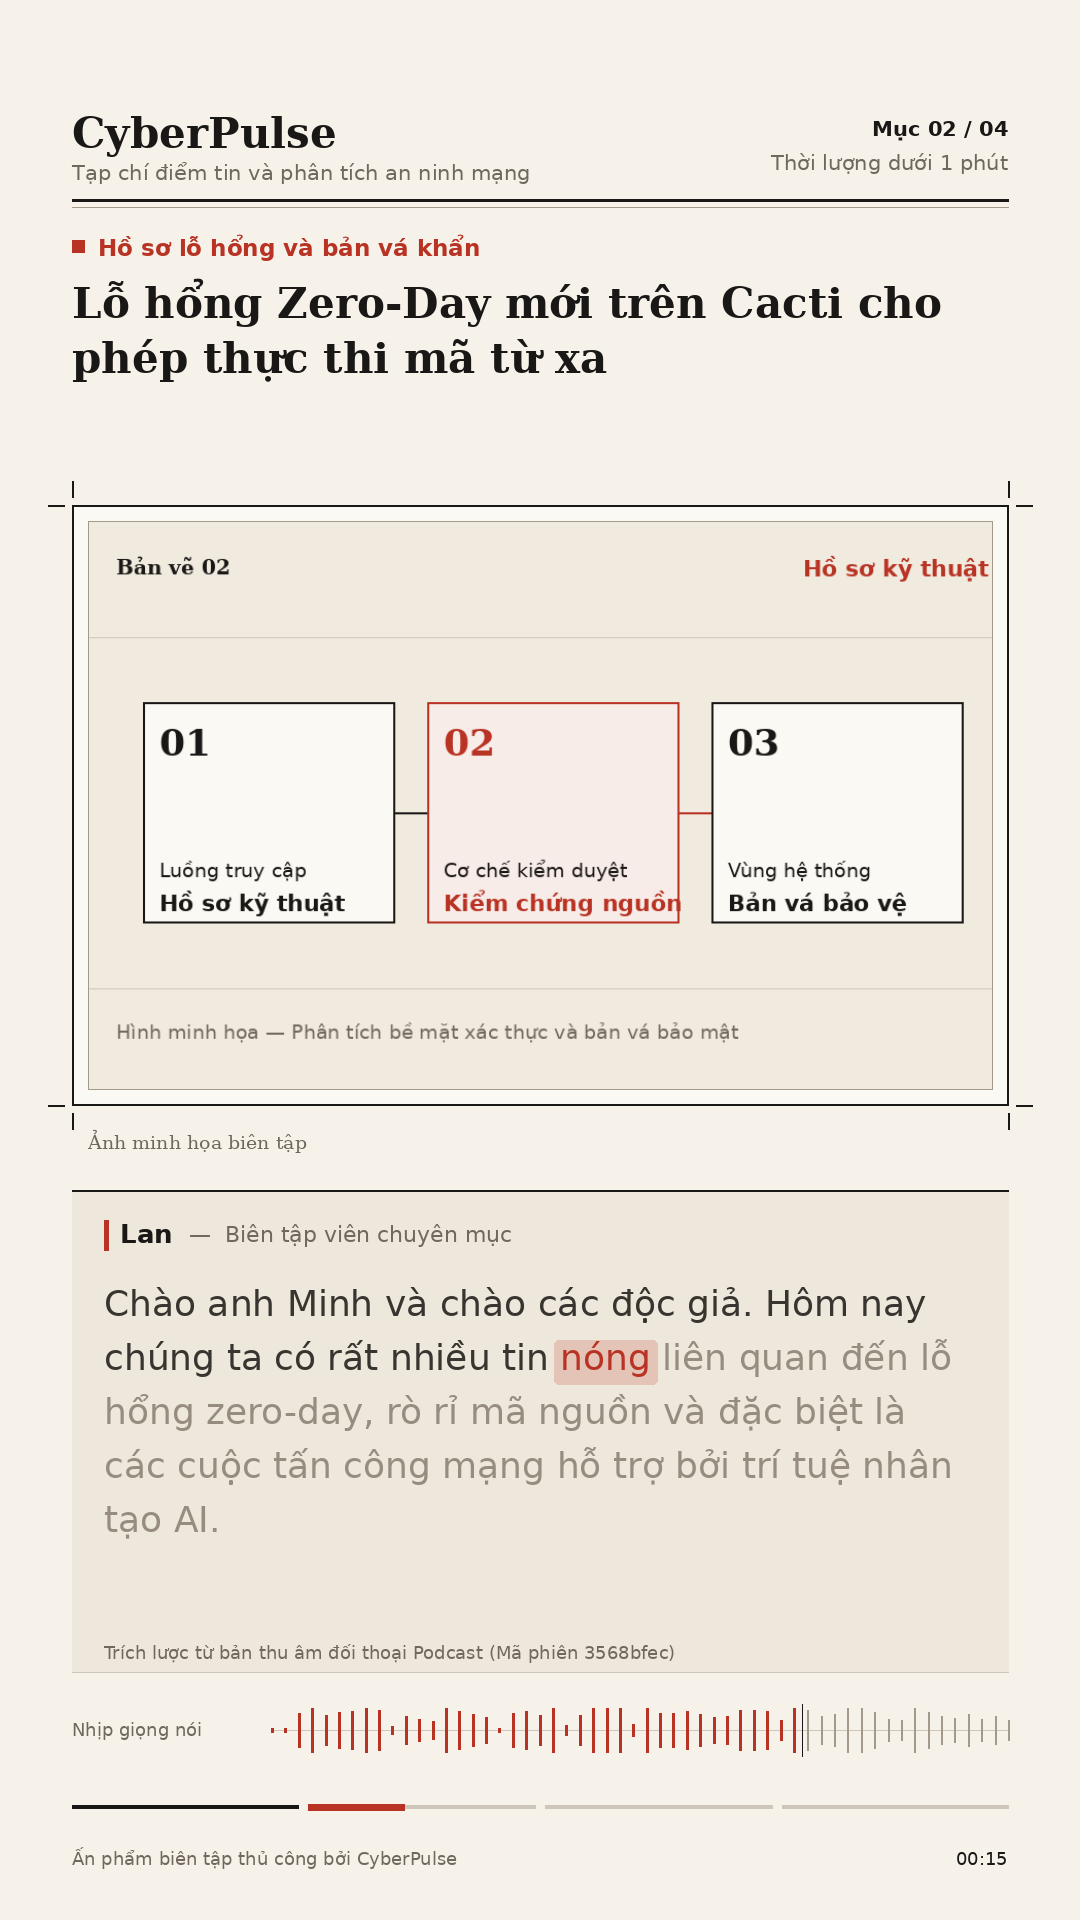 CyberPulse
Tạp chí điểm tin và phân tích an ninh mạng
Mục 02 / 04
Thời lượng dưới 1 phút
Hồ sơ lỗ hổng và bản vá khẩn
Lỗ hổng Zero-Day mới trên Cacti cho
phép thực thi mã từ xa
Bản vẽ 02
Hồ sơ kỹ thuật
01
Luồng truy cập
Hồ sơ kỹ thuật
02
Cơ chế kiểm duyệt
Kiểm chứng nguồn
03
Vùng hệ thống
Bản vá bảo vệ
Hình minh họa — Phân tích bề mặt xác thực và bản vá bảo mật
Ảnh minh họa biên tập
Lan — Biên tập viên chuyên mục
Chào anh Minh và chào các độc giả. Hôm nay
chúng ta có rất nhiều tin nóng liên quan đến lỗ
hổng zero-day, rò rỉ mã nguồn và đặc biệt là
các cuộc tấn công mạng hỗ trợ bởi trí tuệ nhân
tạo AI.
Trích lược từ bản thu âm đối thoại Podcast (Mã phiên 3568bfec)
Nhịp giọng nói
Ấn phẩm biên tập thủ công bởi CyberPulse
00:15